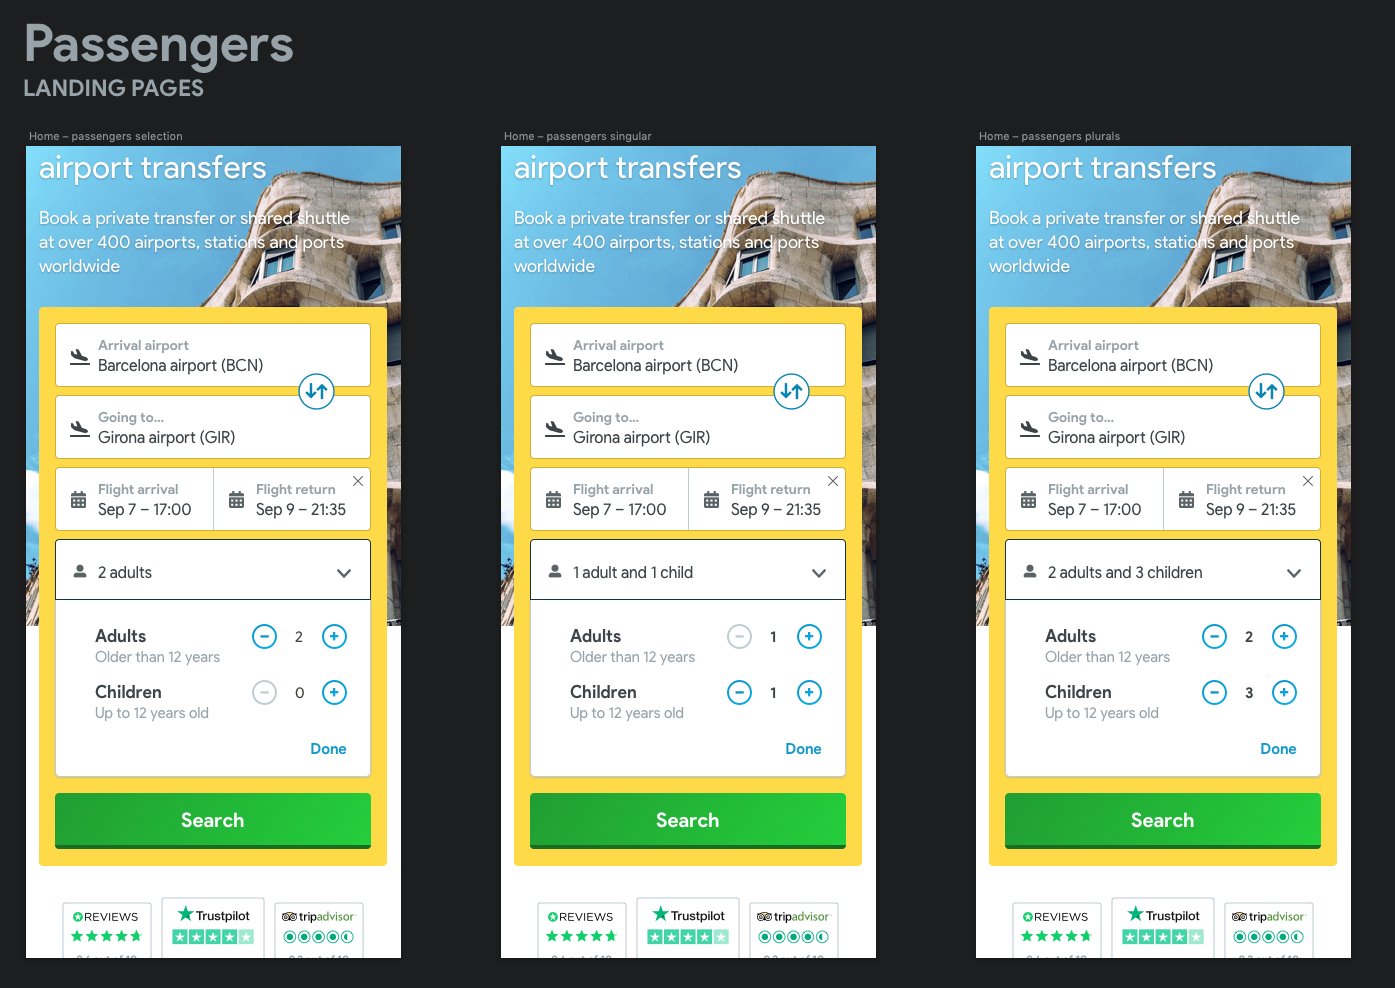 Passengers
LANDING PAGES
Home – passengers selection
airport transfers
Book a private transfer or shared shuttle
at over 400 airports, stations and ports
worldwide
Arrival airport
Barcelona airport (BCN)
Going to...
Girona airport (GIR)
Flight arrival
Sep 7 – 17:00
Flight return
Sep 9 – 21:35
2 adults
Adults
2
Older than 12 years
Children
0
Up to 12 years old
Done
Search
REVIEWS
Trustpilot
tripadvisor
Home – passengers singular
airport transfers
Book a private transfer or shared shuttle
at over 400 airports, stations and ports
worldwide
Arrival airport
Barcelona airport (BCN)
Going to...
Girona airport (GIR)
Flight arrival
Sep 7 – 17:00
Flight return
Sep 9 – 21:35
1 adult and 1 child
Adults
1
Older than 12 years
Children
1
Up to 12 years old
Done
Search
REVIEWS
Trustpilot
tripadvisor
Home – passengers plurals
airport transfers
Book a private transfer or shared shuttle
at over 400 airports, stations and ports
worldwide
Arrival airport
Barcelona airport (BCN)
Going to...
Girona airport (GIR)
Flight arrival
Sep 7 – 17:00
Flight return
Sep 9 – 21:35
2 adults and 3 children
Adults
2
Older than 12 years
Children
3
Up to 12 years old
Done
Search
REVIEWS
Trustpilot
tripadvisor